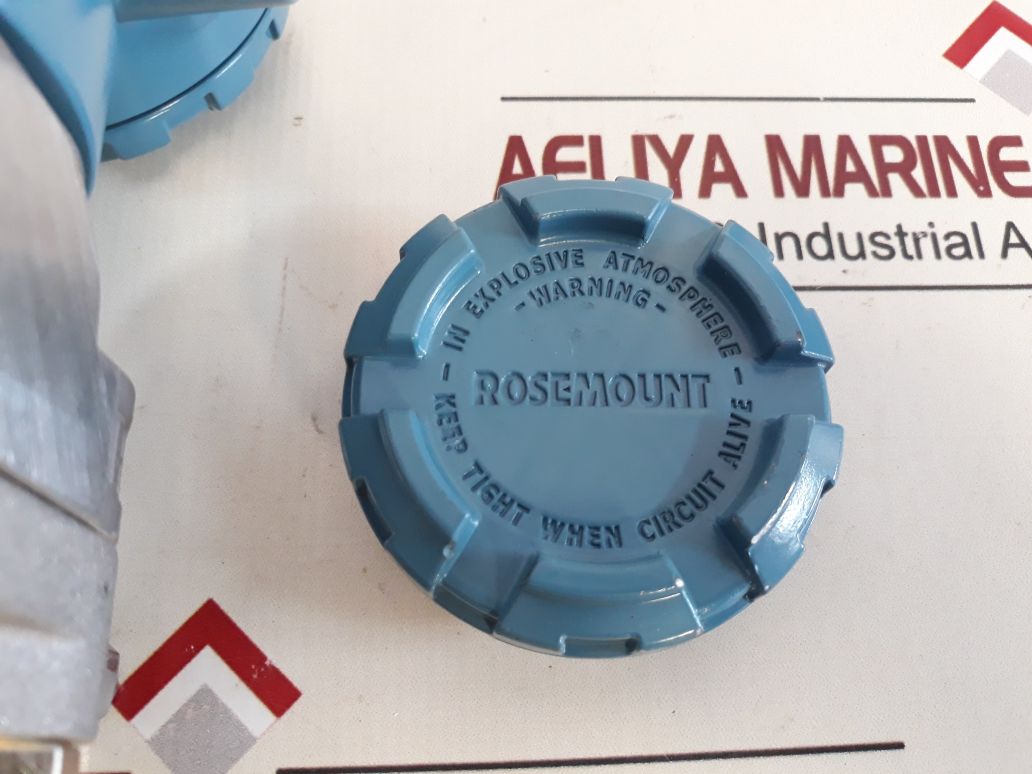 AELIYA MARINE
Industrial A
- IN EXPLOSIVE ATMOSPHERE -
- WARNING -
ROSEMOUNT
KEEP TIGHT WHEN CIRCUIT ALIVE